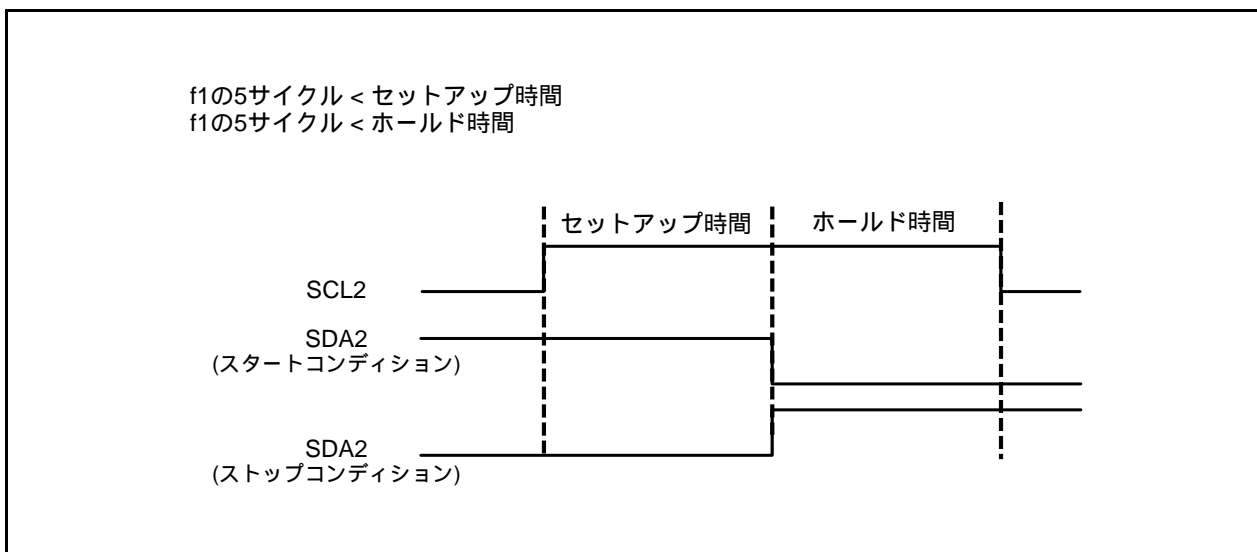 f1の5サイクル < セットアップ時間
f1の5サイクル < ホールド時間
セットアップ時間
ホールド時間
SCL2
SDA2
(スタートコンディション)
SDA2
(ストップコンディション)